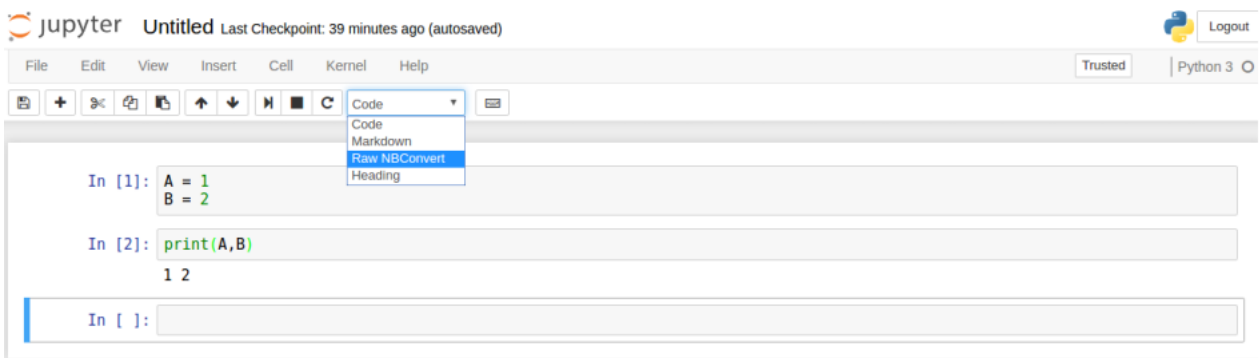 jupyter Untitled Last Checkpoint: 39 minutes ago (autosaved) Logout
File Edit View Insert Cell Kernel Help Trusted Python 3
Code
Code
Markdown
Raw NBConvert
Heading
In [1]: A = 1
B = 2
In [2]: print(A,B)
1 2
In [ ]: